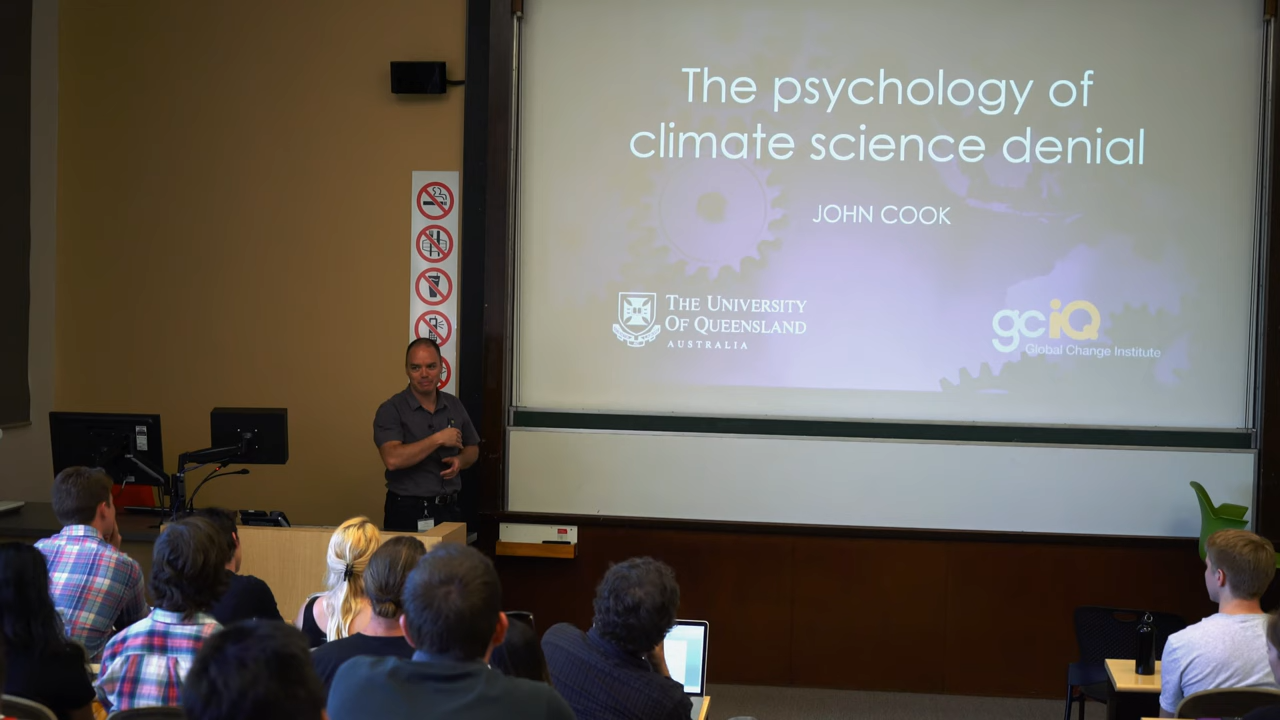 The psychology of
climate science denial
JOHN COOK
THE UNIVERSITY
OF QUEENSLAND
AUSTRALIA
gciQ
Global Change Institute